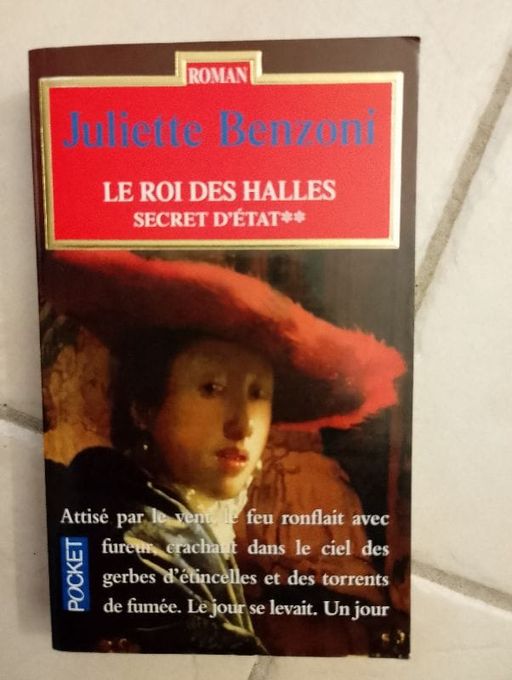 ROMAN
Juliette Benzoni
LE ROI DES HALLES
SECRET D'ÉTAT**
Attisé par le vent, le feu ronflait avec
fureur, crachant dans le ciel des
gerbes d'étincelles et des torrents
de fumée. Le jour se levait. Un jour
POCKET